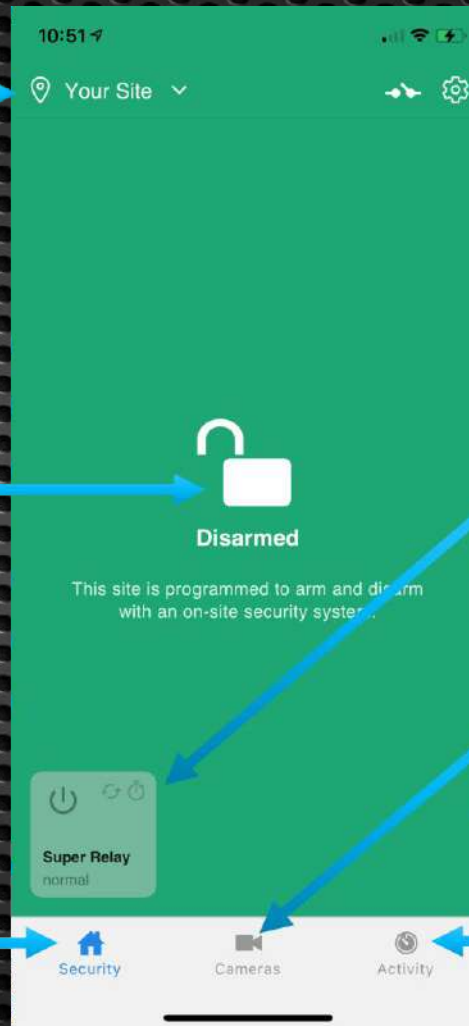 10:51
Your Site
Disarmed
This site is programmed to arm and disarm
with an on-site security system.
Super Relay
normal
Security
Cameras
Activity